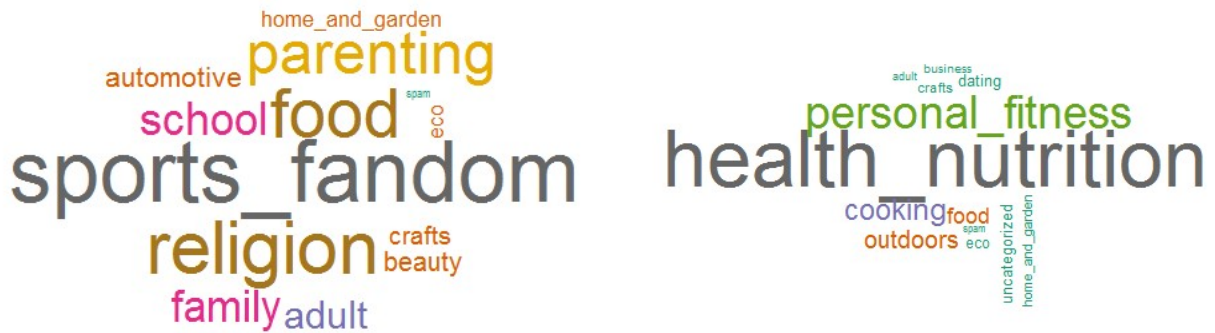 home_and_garden
parenting
automotive
spam
school food
eco
sports_fandom
religion
crafts
beauty
family adult
business
adult
crafts dating
personal_fitness
health_nutrition
cooking food
spam
outdoors eco
uncategorized
home_and_garden